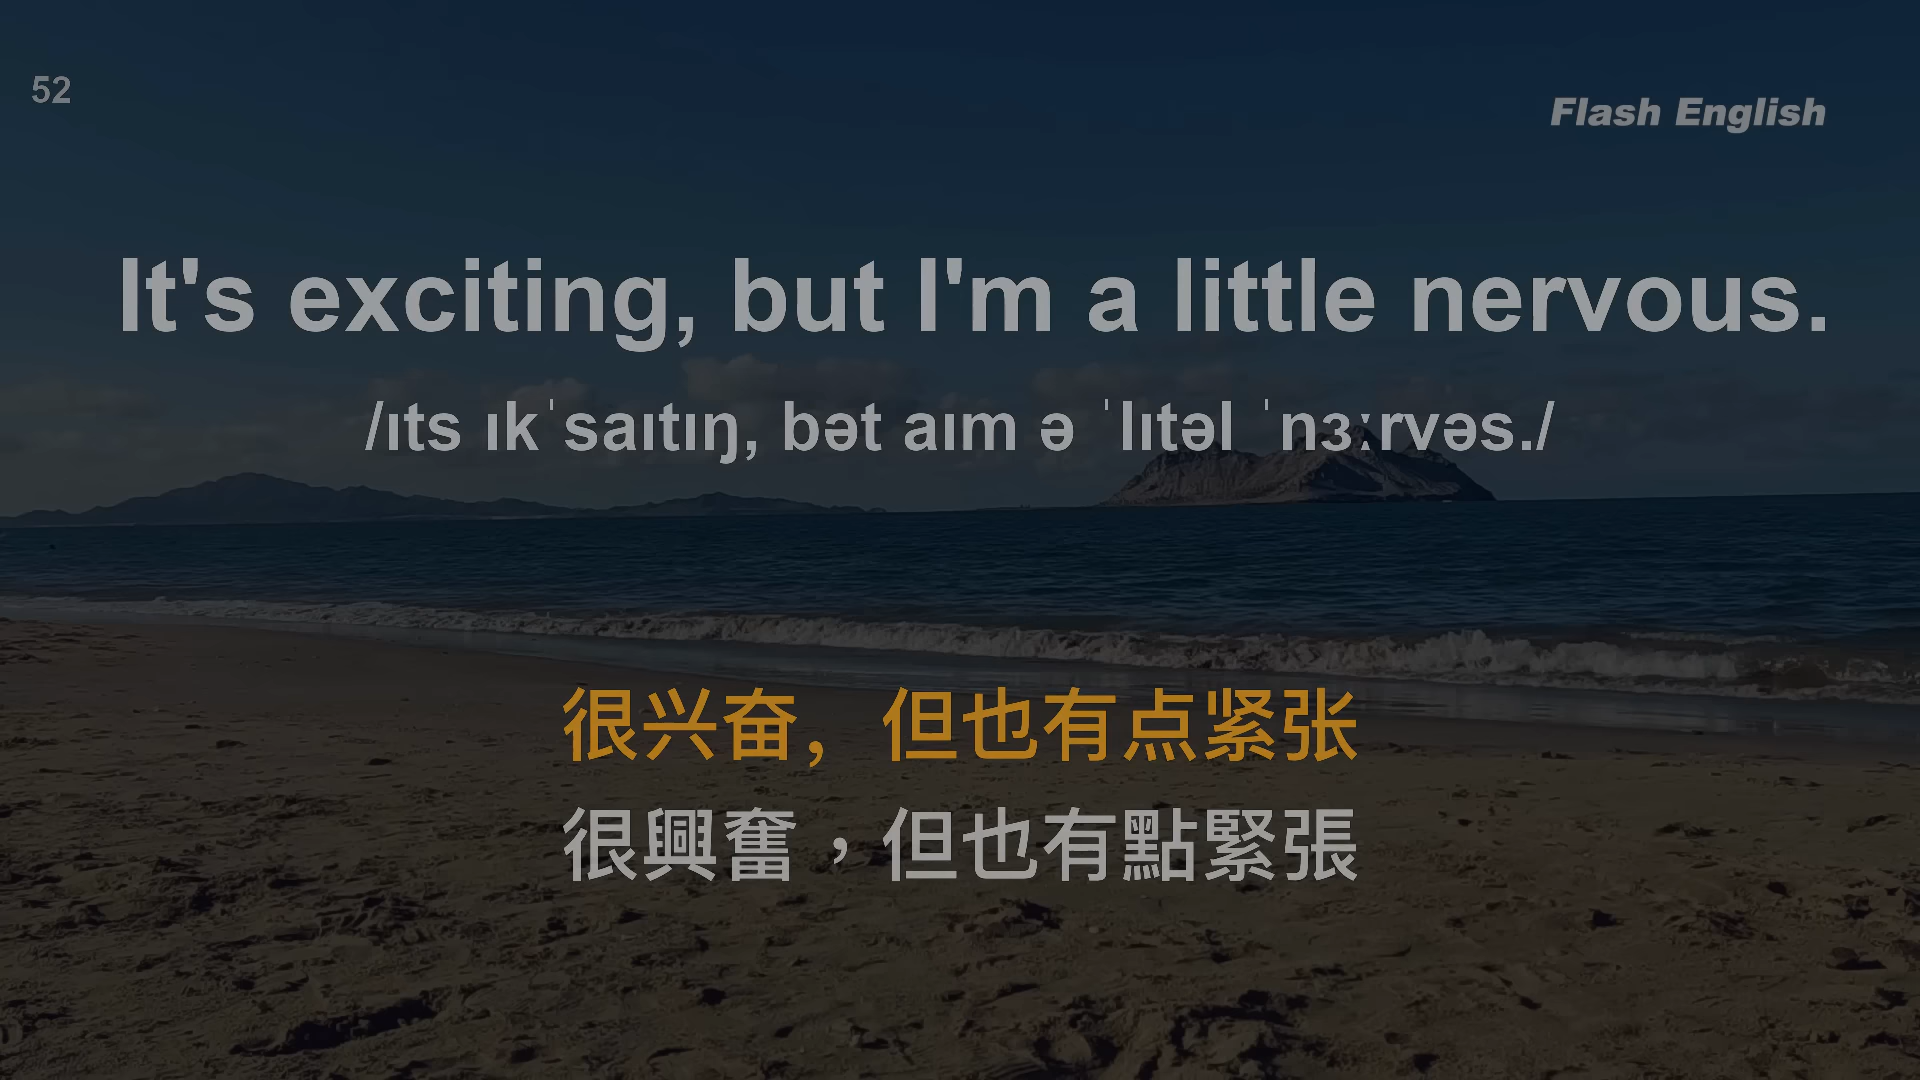 52
Flash English
It's exciting, but I'm a little nervous.
/ɪts ɪkˈsaɪtɪŋ, bət aɪm ə ˈlɪtəl ˈnɜːrvəs./
很兴奋，但也有点紧张
很興奮，但也有點緊張